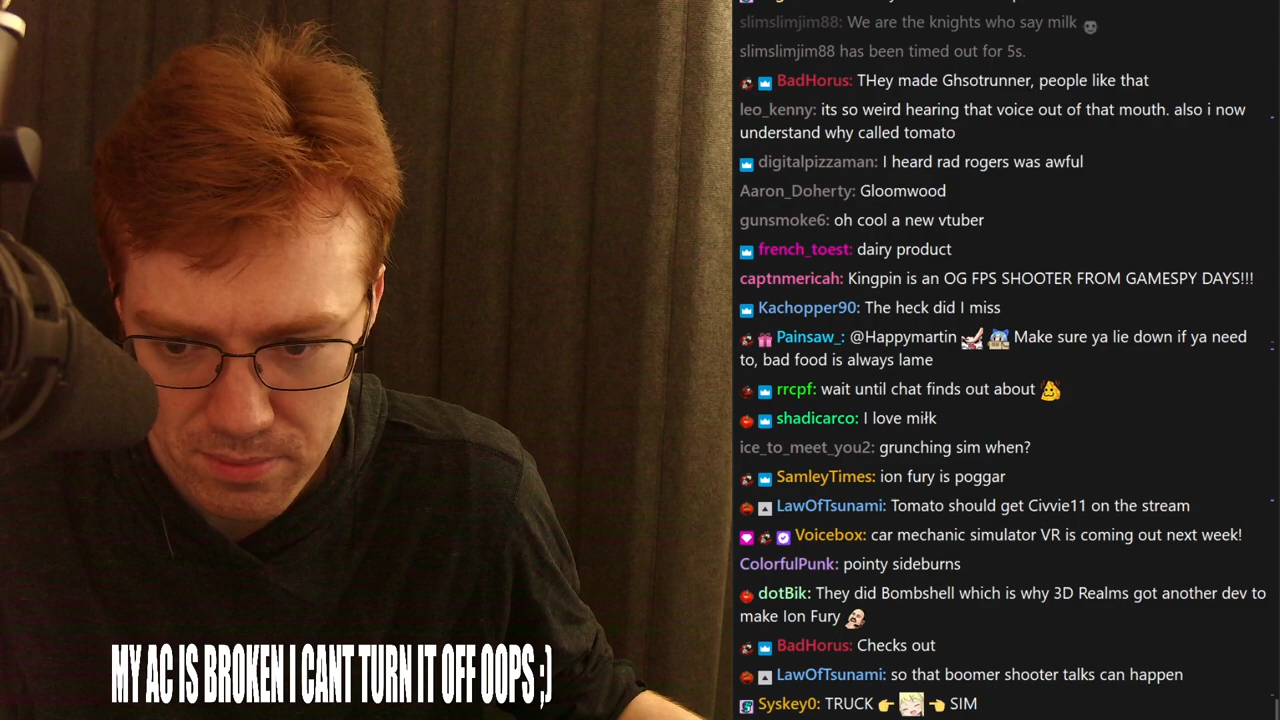 slimslimjim88: We are the knights who say milk
slimslimjim88 has been timed out for 5s.
BadHorus: THey made Ghsotrunner, people like that
leo_kenny: its so weird hearing that voice out of that mouth. also i now
understand why called tomato
digitalpizzaman: I heard rad rogers was awful
Aaron_Doherty: Gloomwood
gunsmoke6: oh cool a new vtuber
french_toest: dairy product
captnmericah: Kingpin is an OG FPS SHOOTER FROM GAMESPY DAYS!!!
Kachopper90: The heck did I miss
Painsaw_: @Happymartin Make sure ya lie down if ya need
to, bad food is always lame
rrcpf: wait until chat finds out about
shadicarco: I love miłk
ice_to_meet_you2: grunching sim when?
SamleyTimes: ion fury is poggar
LawOfTsunami: Tomato should get Civvie11 on the stream
Voicebox: car mechanic simulator VR is coming out next week!
ColorfulPunk: pointy sideburns
dotBik: They did Bombshell which is why 3D Realms got another dev to
make Ion Fury
BadHorus: Checks out
LawOfTsunami: so that boomer shooter talks can happen
Syskey0: TRUCK SIM
MY AC IS BROKEN I CANT TURN IT OFF OOPS ;)